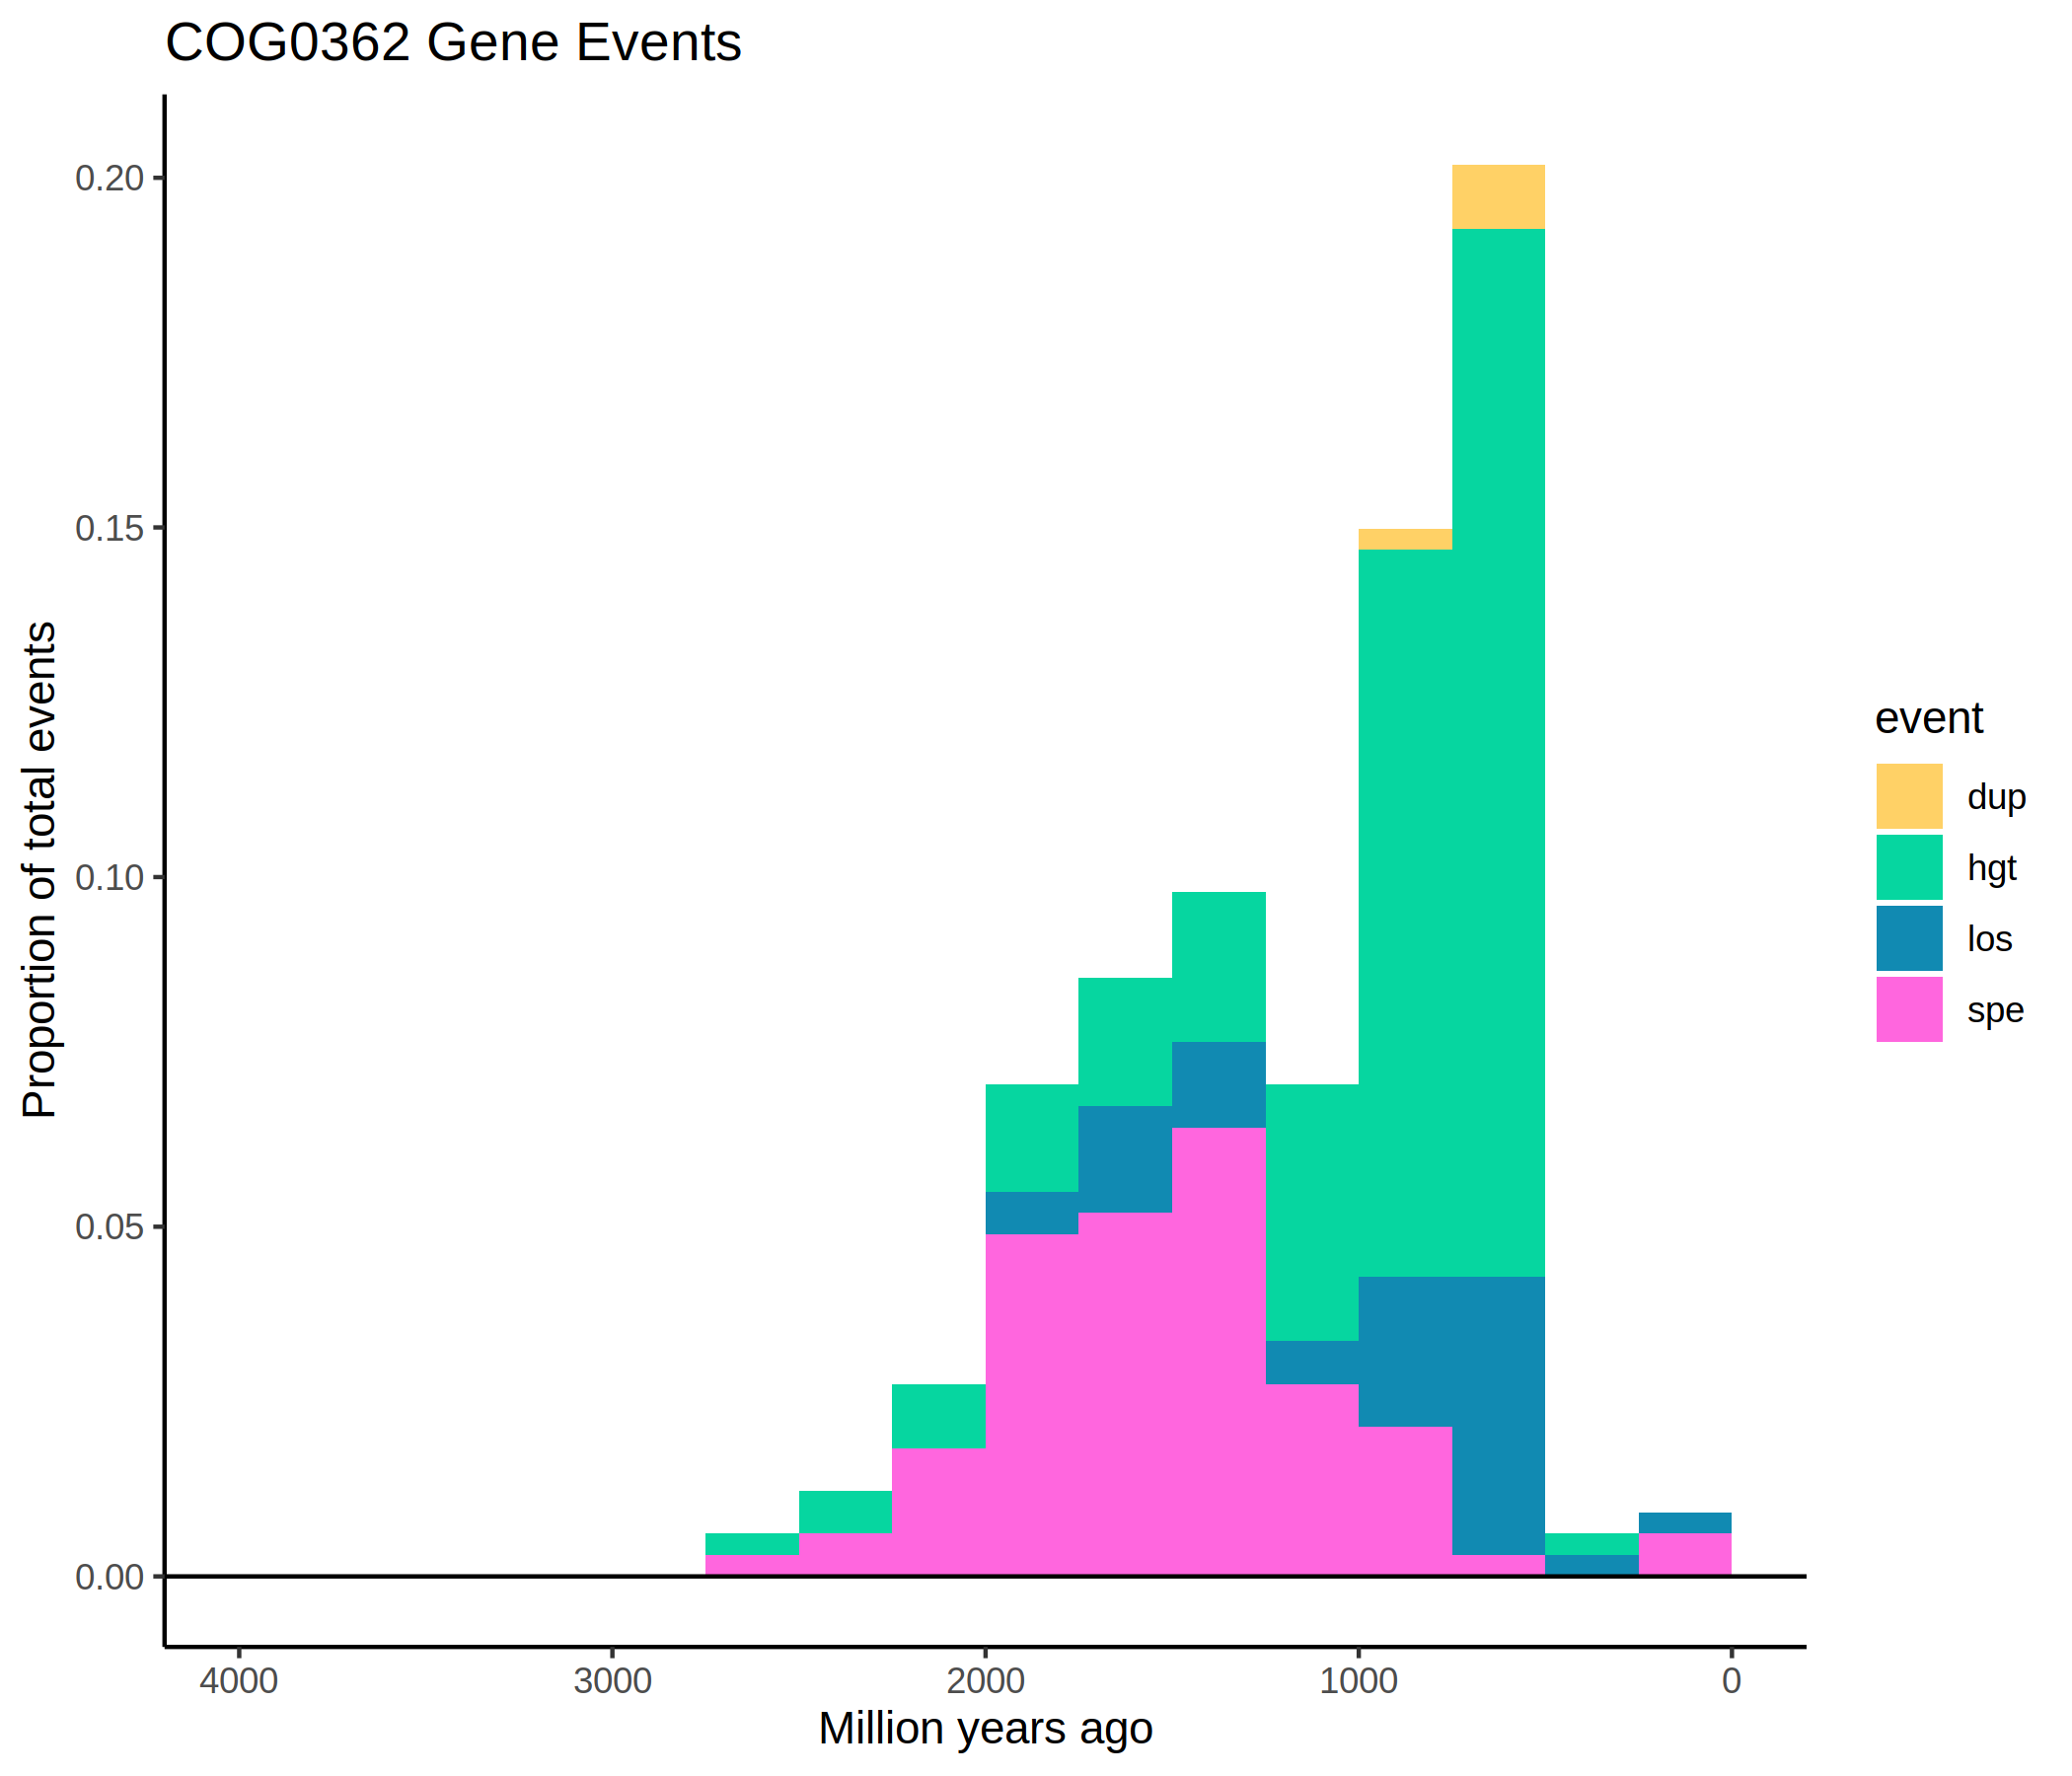 COG0362 Gene Events
Proportion of total events
0.20
0.15
0.10
0.05
0.00
4000 3000 2000 1000 0
Million years ago
event
dup
hgt
los
spe